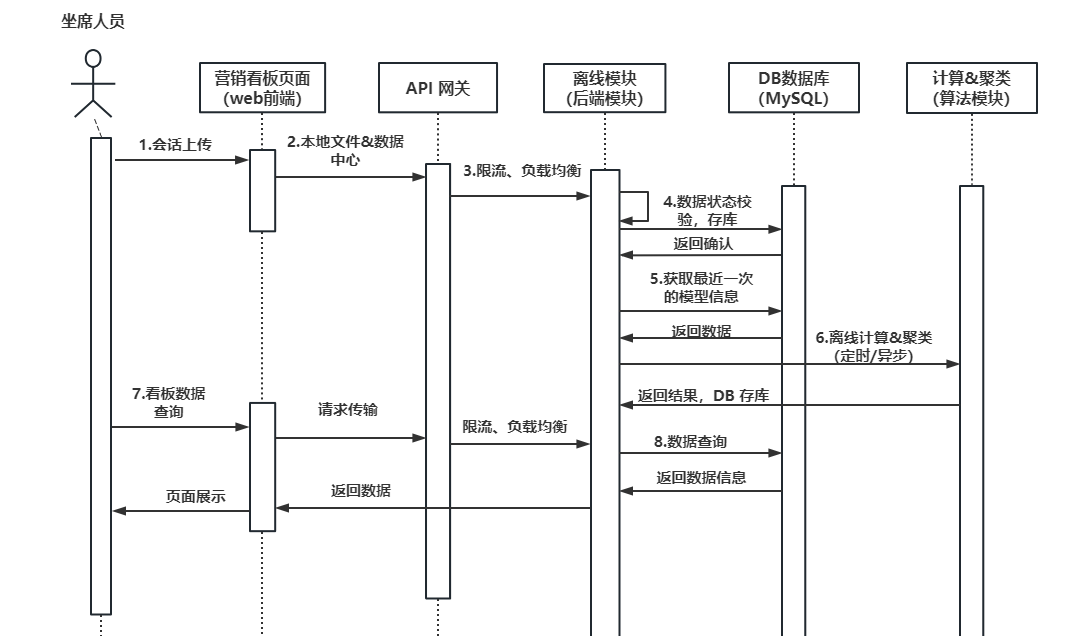 坐席人员
营销看板页面
(web前端)
API 网关
离线模块
(后端模块)
DB数据库
(MySQL)
计算&聚类
(算法模块)
1.会话上传
2.本地文件&数据
中心
3.限流、负载均衡
4.数据状态校
验，存库
返回确认
5.获取最近一次
的模型信息
返回数据
6.离线计算&聚类
(定时/异步)
返回结果，DB 存库
7.看板数据
查询
请求传输
限流、负载均衡
8.数据查询
返回数据信息
返回数据
页面展示